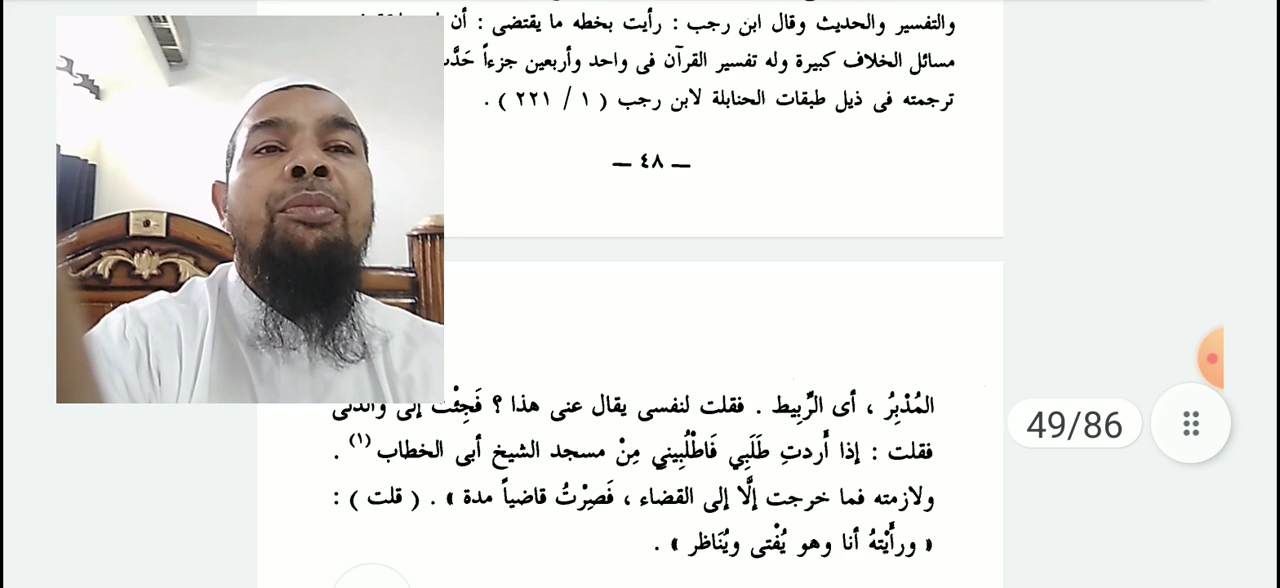 والتفسير والحديث وقال ابن رجب : رأيت بخطه ما يقتضى : أن
مسائل الخلاف كبيرة وله تفسير القرآن فى واحد وأربعين جزءاً
ترجمته فى ذيل طبقات الحنابلة لابن رجب ( ١ / ٢٢١ ) .
— ٤٨ —
المُدْبِرُ ، أى الرَّبِيط . فقلت لنفسى يقال عنى هذا ؟ فَجِئْتُ إلى والدتى
فقلت : إذا أَردتِ طَلَبِي فَاطْلُبِيني مِنْ مسجد الشيخ أبى الخطاب (١) .
49/86
ولازمته فما خرجت إِلَّا إلى القضاء ، فَصِرْتُ قاضياً مدة » . ( قلت ) :
« ورأَيْتهُ أنا وهو يُفْتى ويُنَاظر » .